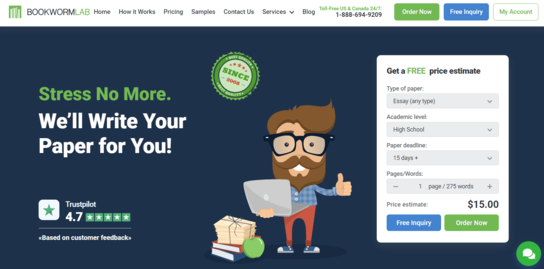 BOOKWORMLAB
Home How it Works Pricing Samples Contact Us Services Blog
Toll-Free US & Canada 24/7:
1-888-694-9209
Order Now Free Inquiry My Account
SINCE
Stress No More.
We'll Write Your
Paper for You!
Trustpilot
4.7
«Based on customer feedback»
Get a FREE price estimate
Type of paper:
Essay (any type)
Academic level:
High School
Paper deadline:
15 days +
Pages/Words:
− 1 page / 275 words +
Price estimate: $15.00
Free Inquiry Order Now